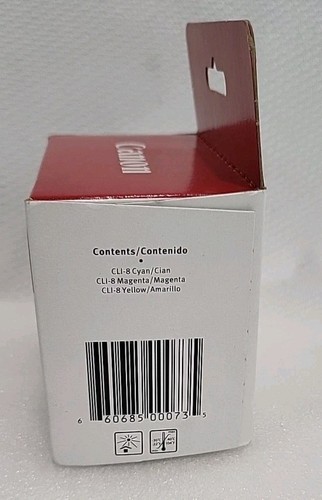 Canon
Contents/Contenido
CLI-8 Cyan/Cian
CLI-8 Magenta/Magenta
CLI-8 Yellow/Amarillo
6 60685 00073 5